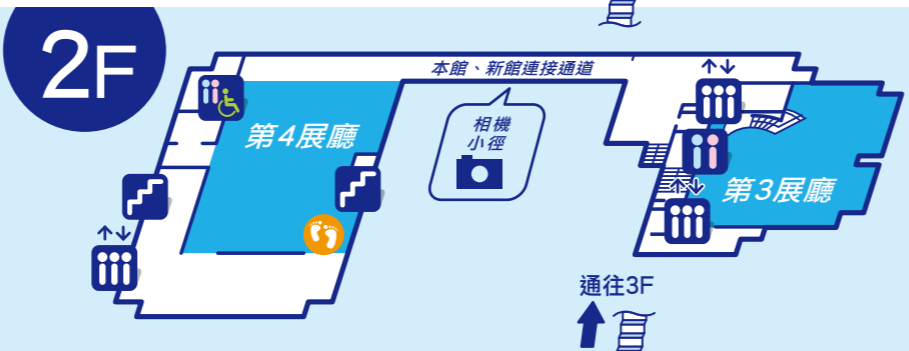 2F
本館、新館連接通道
相機
小徑
第4展廳
第3展廳
通往3F